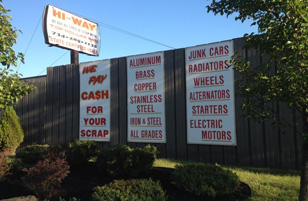 HI-WAY
WE
PAY
CA$H
FOR
YOUR
SCRAP
ALUMINUM
BRASS
COPPER
STAINLESS
STEEL
IRON & STEEL
ALL GRADES
JUNK CARS
RADIATORS
WHEELS
ALTERNATORS
STARTERS
ELECTRIC
MOTORS